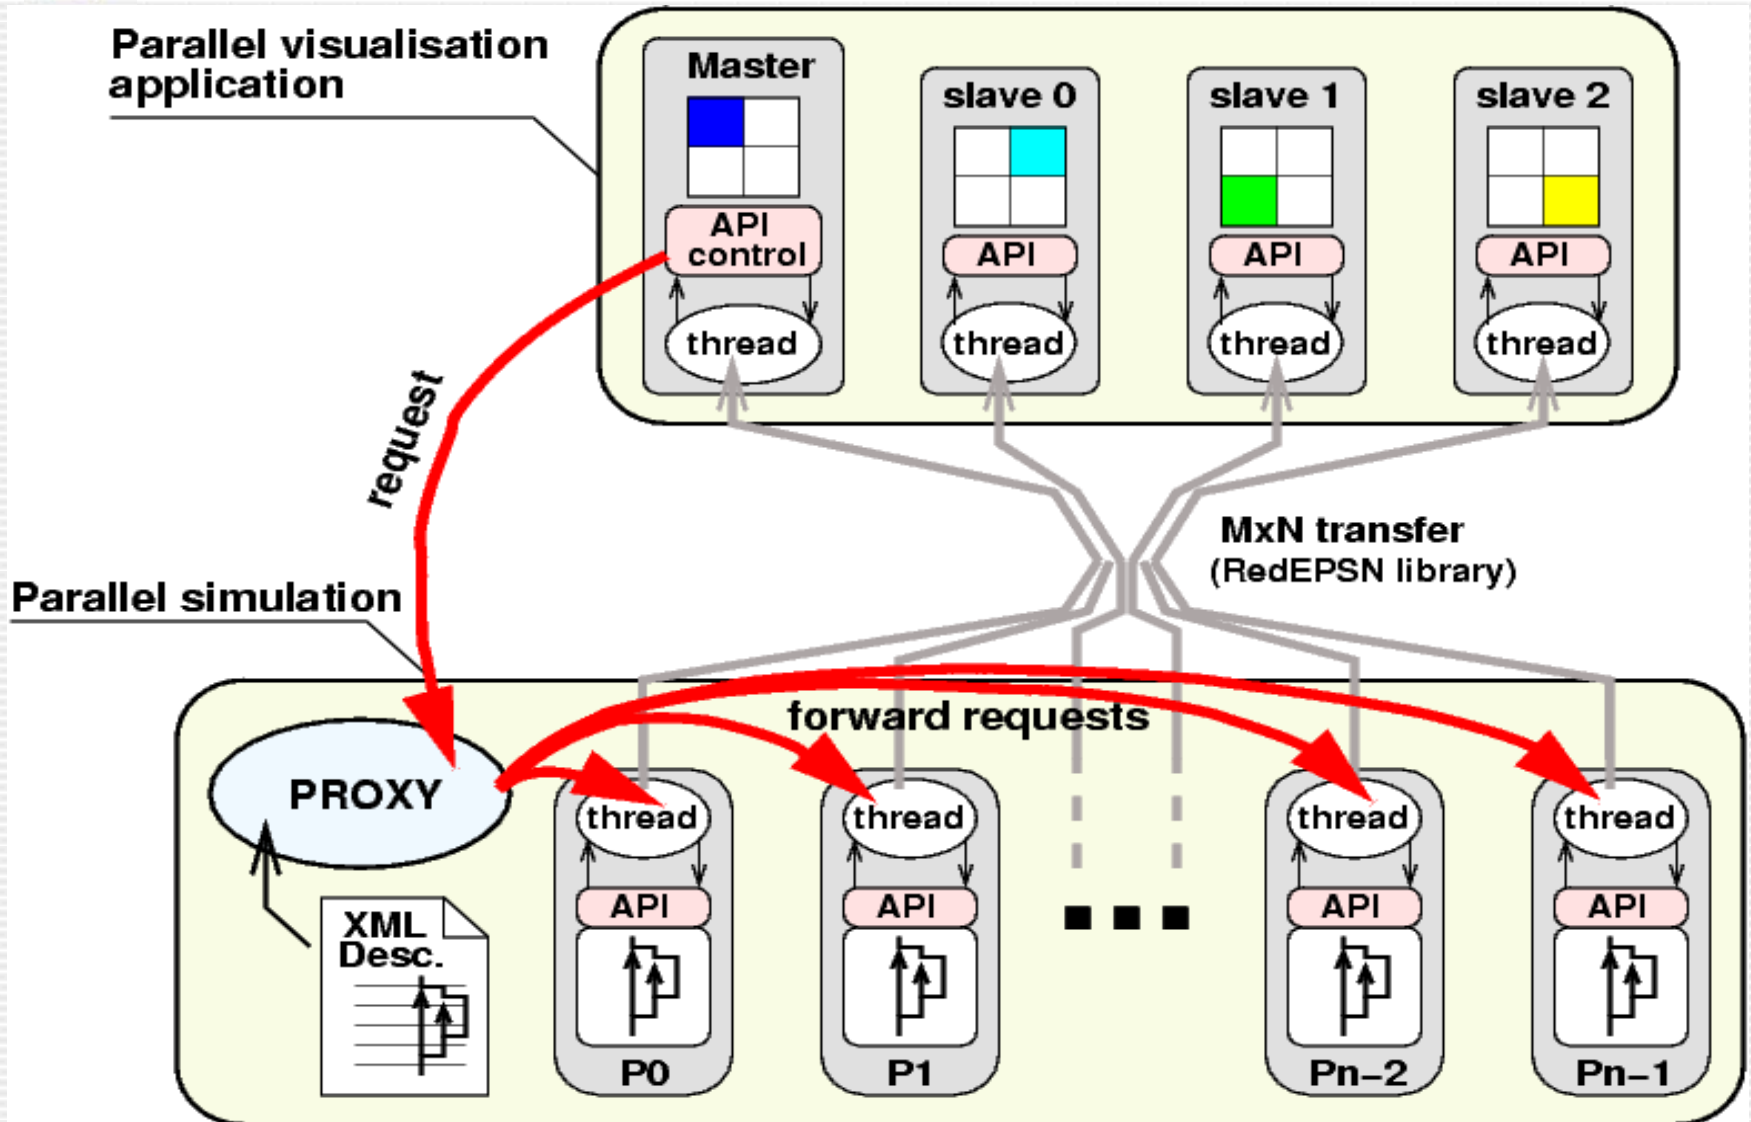 Parallel visualisation
application
Master
slave 0
slave 1
slave 2
API
control
API
API
API
thread
thread
thread
thread
request
MxN transfer
(RedEPSN library)
Parallel simulation
forward requests
PROXY
thread
thread
thread
thread
XML
Desc.
API
API
API
API
P0
P1
Pn-2
Pn-1